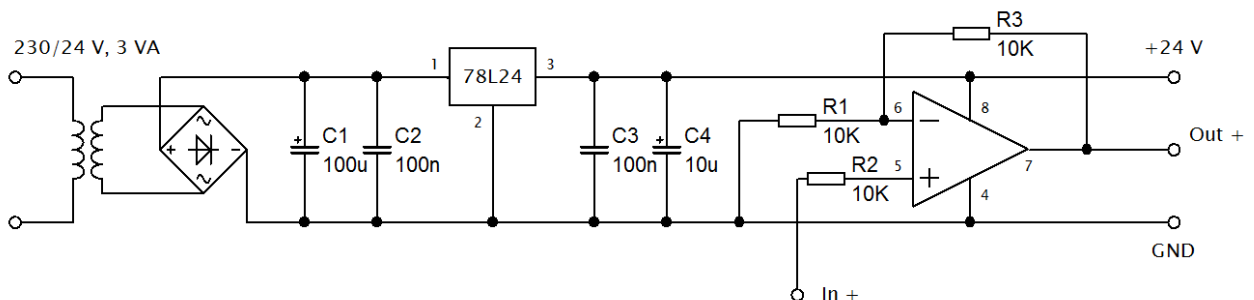 230/24 V, 3 VA
+
-
C1
100u
+
C2
100n
1
78L24
3
2
C3
100n
C4
10u
+
R1
10K
R2
10K
R3
10K
6
5
8
4
7
−
+
+24 V
Out +
GND
In +